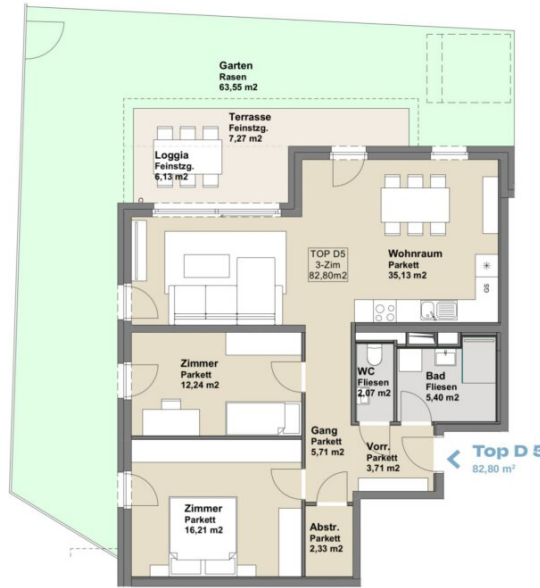 Garten
Rasen
63,55 m2
Terrasse
Feinstzg.
7,27 m2
Loggia
Feinstzg.
6,13 m2
TOP D5
3-Zim
82,80m2
Wohnraum
Parkett
35,13 m2
GS
Zimmer
Parkett
12,24 m2
WC
Fliesen
2,07 m2
Bad
Fliesen
5,40 m2
Gang
Parkett
5,71 m2
Vorr.
Parkett
3,71 m2
Top D 5
82,80 m²
Zimmer
Parkett
16,21 m2
Abstr.
Parkett
2,33 m2